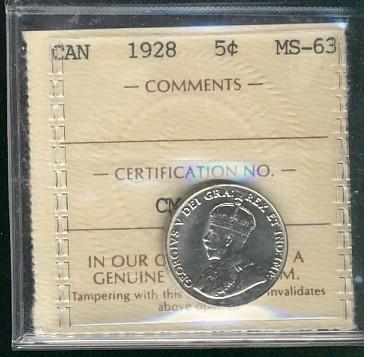 CAN 1928 5¢ MS-63
— COMMENTS —
— CERTIFICATION NO. —
CM
IN OUR O A
GENUINE M.
Tampering with this invalidates
above
GEORGIVS V DEI GRA: REX ET IND:IMP: